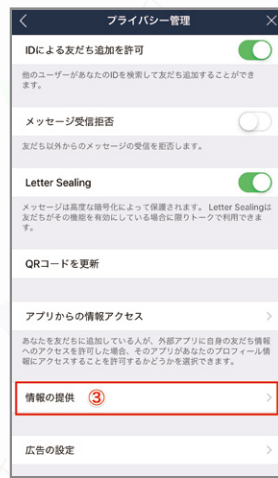 プライバシー管理
IDによる友だち追加を許可
他のユーザーがあなたのIDを検索して友だち追加することができ
ます。
メッセージ受信拒否
友だち以外からのメッセージの受信を拒否します。
Letter Sealing
メッセージは高度な暗号化によって保護されます。 Letter Sealingは
友だちがその機能を有効にしている場合に限りトークで利用できま
す。
QRコードを更新
アプリからの情報アクセス
あなたを友だちに追加している人が、外部アプリに自身の友だち情報
へのアクセスを許可した場合、そのアプリがあなたのプロフィール情
報にアクセスすることを許可するかどうかを選択できます。
情報の提供 ③
広告の設定